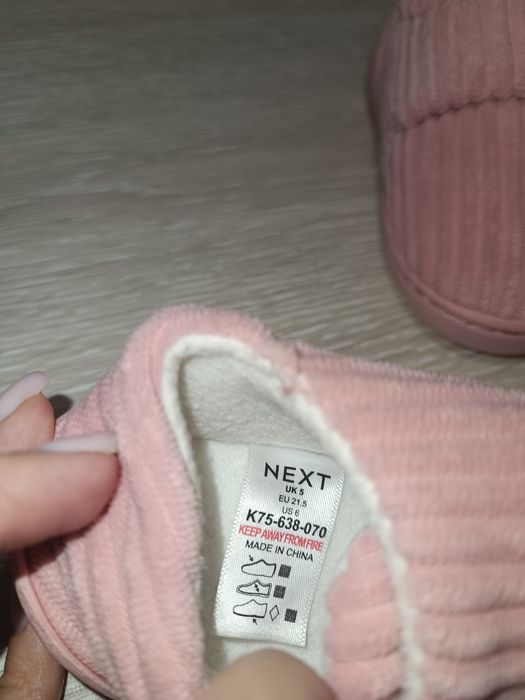 NEXT
UK 5
EU 21.5
US 6
K75-638-070
KEEP AWAY FROM FIRE
MADE IN CHINA